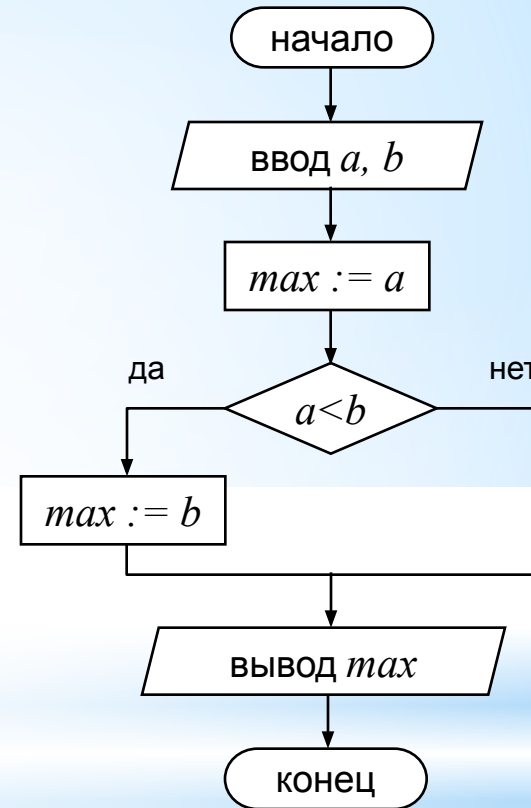 начало
ввод a, b
max := a
да
нет
a<b
max := b
вывод max
конец